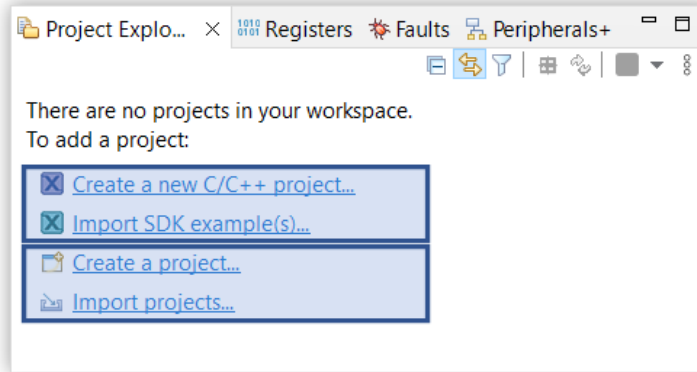 Project Explo... Registers Faults Peripherals+
There are no projects in your workspace.
To add a project:
Create a new C/C++ project...
Import SDK example(s)...
Create a project...
Import projects...